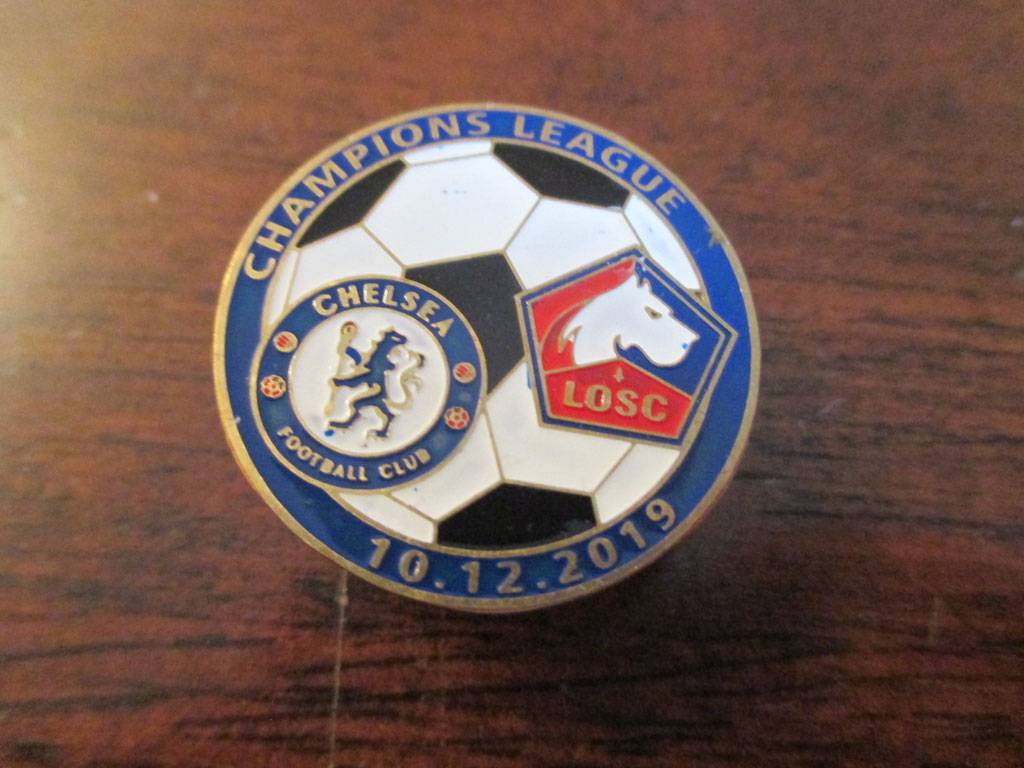 CHAMPIONS LEAGUE
CHELSEA
FOOTBALL CLUB
LOSC
10.12.2019